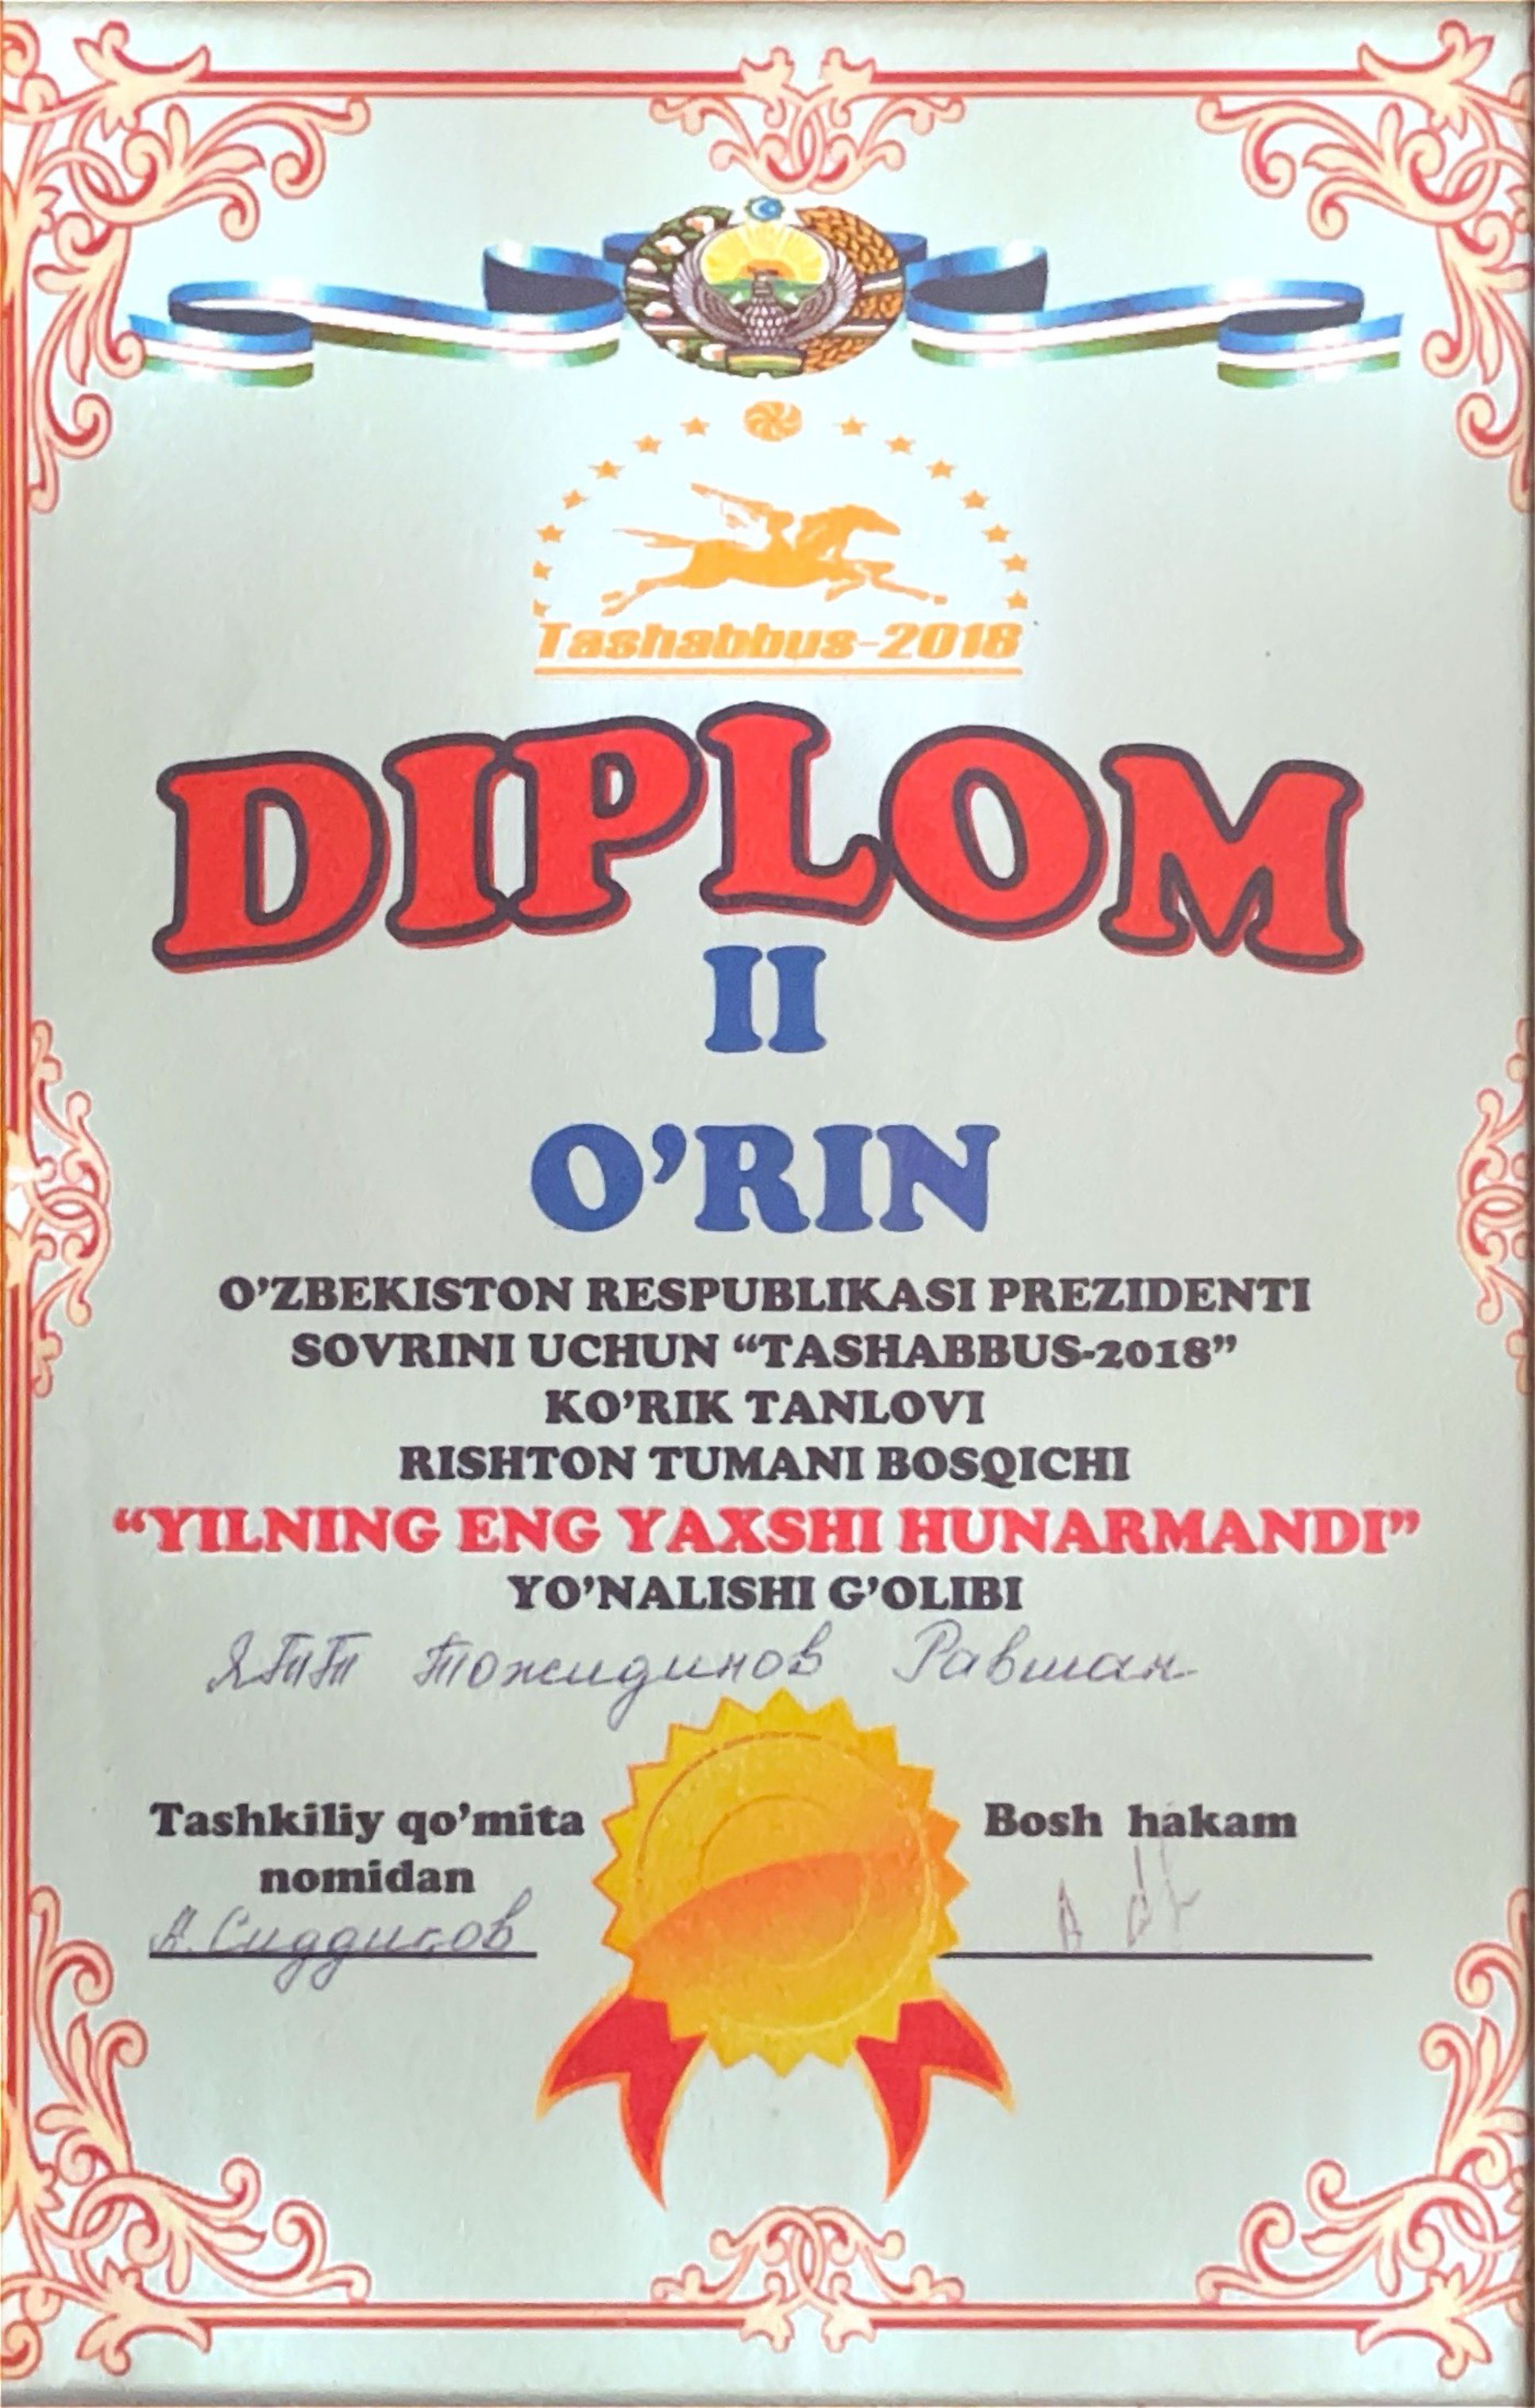 Tashabbus-2018
DIPLOM
II
O’RIN
O’ZBEKISTON RESPUBLIKASI PREZIDENTI
SOVRINI UCHUN “TASHABBUS-2018”
KO’RIK TANLOVI
RISHTON TUMANI BOSQICHI
“YILNING ENG YAXSHI HUNARMANDI”
YO’NALISHI G’OLIBI
ЯТТ Тожидинов Равшан
Tashkiliy qo’mita
nomidan
А. Сиддиков
Bosh hakam